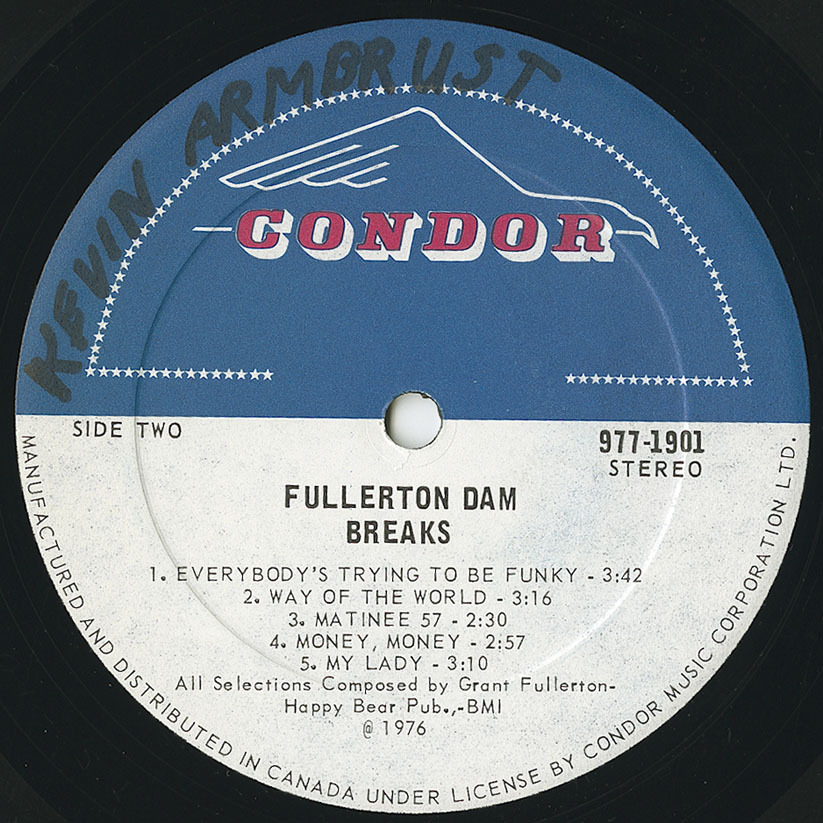 KEVIN ARMBRUST
CONDOR
SIDE TWO
977-1901
STEREO
FULLERTON DAM
BREAKS
1. EVERYBODY'S TRYING TO BE FUNKY - 3:42
2. WAY OF THE WORLD - 3:16
3. MATINEE 57 - 2:30
4. MONEY, MONEY - 2:57
5. MY LADY - 3:10
All Selections Composed by Grant Fullerton-
Happy Bear Pub.,-BMI
@ 1976
MANUFACTURED AND DISTRIBUTED IN CANADA UNDER LICENSE BY CONDOR MUSIC CORPORATION LTD.